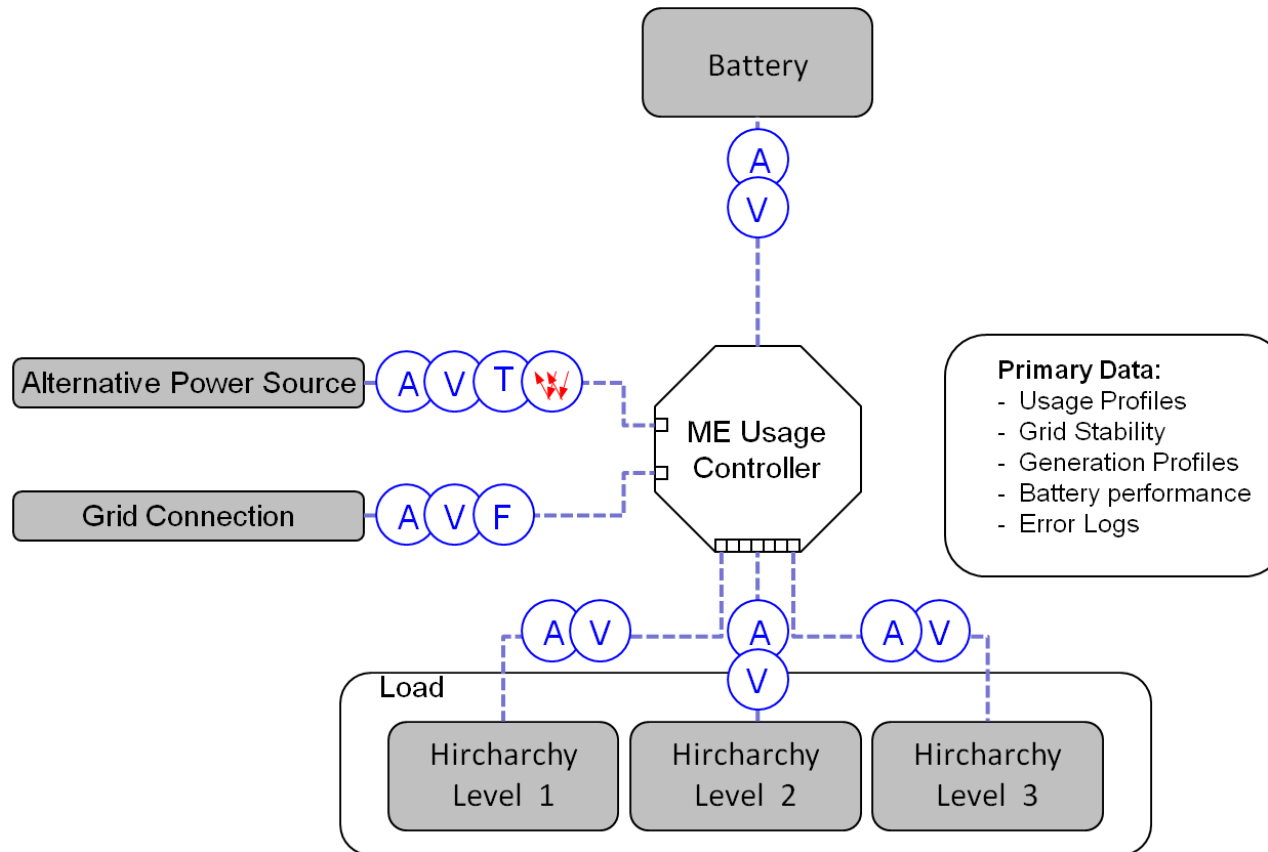 Battery
A
V
Alternative Power Source
A V T
ME Usage
Controller
Grid Connection
A V F
Primary Data:
- Usage Profiles
- Grid Stability
- Generation Profiles
- Battery performance
- Error Logs
A V
A
V
A V
Load
Hircharchy
Level 1
Hircharchy
Level 2
Hircharchy
Level 3